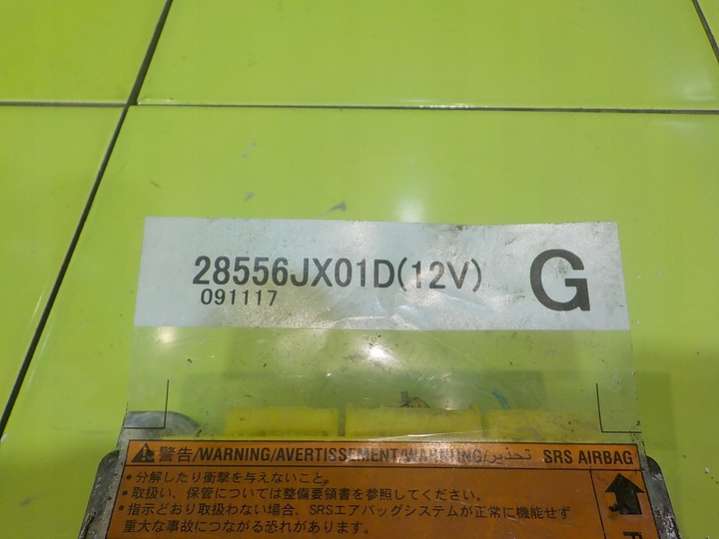 28556JX01D(12V) G
091117
警告/WARNING/AVERTISSEMENT/WARNUNG/تحذير SRS AIRBAG
・分解したり衝撃を与えないこと。
・取扱い、保管については整備要領書を参照してください。
・指示どおり取扱わない場合、SRSエアバッグシステムが正常に機能せず
重大な事故につながる恐れがあります。